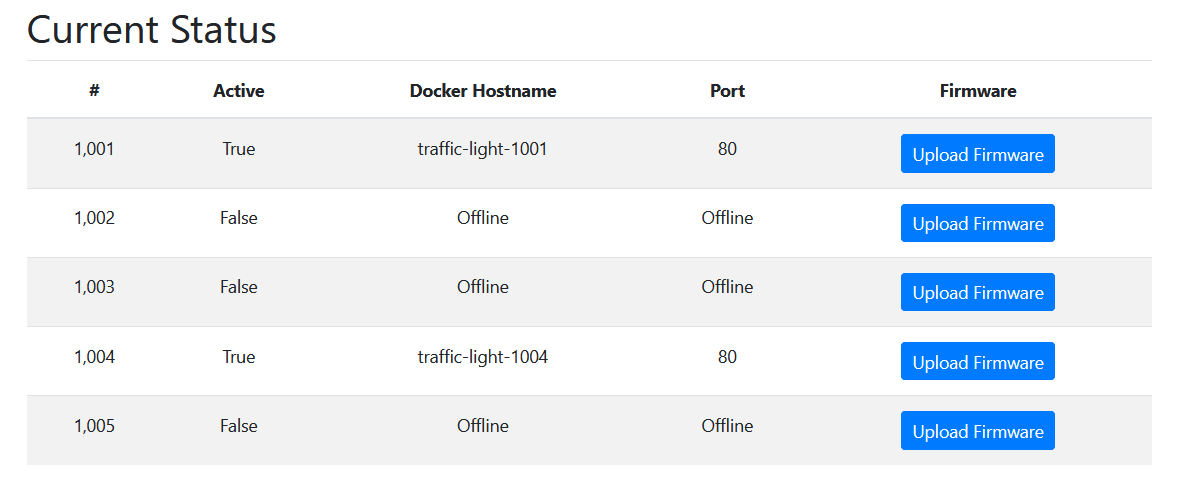 Current Status
# Active Docker Hostname Port Firmware
1,001 True traffic-light-1001 80 Upload Firmware
1,002 False Offline Offline Upload Firmware
1,003 False Offline Offline Upload Firmware
1,004 True traffic-light-1004 80 Upload Firmware
1,005 False Offline Offline Upload Firmware